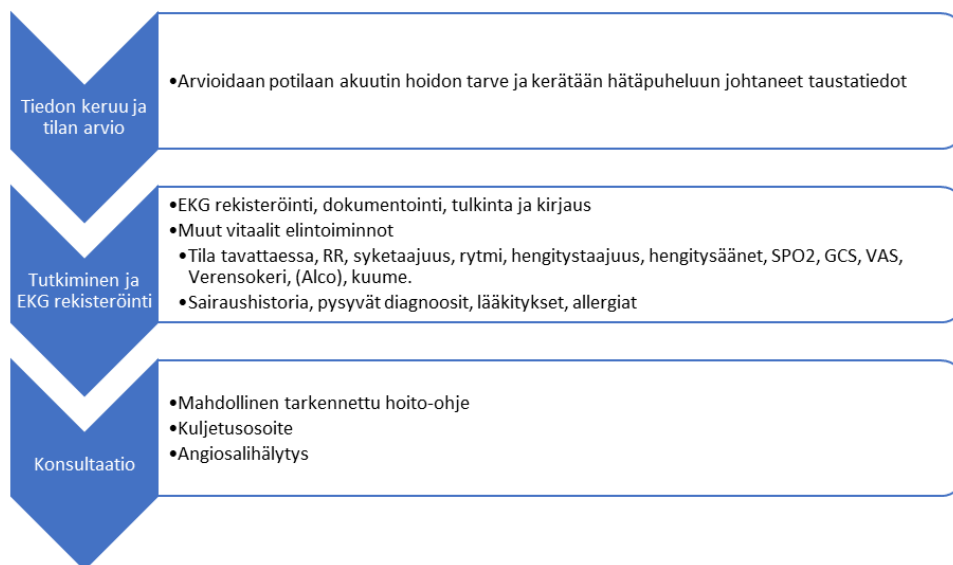 Tiedon keruu ja
tilan arvio
•Arvioidaan potilaan akuutin hoidon tarve ja kerätään hätäpuheluun johtaneet taustatiedot
Tutkiminen ja
EKG rekisteröinti
•EKG rekisteröinti, dokumentointi, tulkinta ja kirjaus
•Muut vitaalit elintoiminnot
•Tila tavattaessa, RR, syketaajuus, rytmi, hengitystaajuus, hengitysäänet, SPO2, GCS, VAS,
Verensokeri, (Alco), kuume.
•Sairaushistoria, pysyvät diagnoosit, lääkitykset, allergiat
Konsultaatio
•Mahdollinen tarkennettu hoito-ohje
•Kuljetusosoite
•Angiosalihälytys